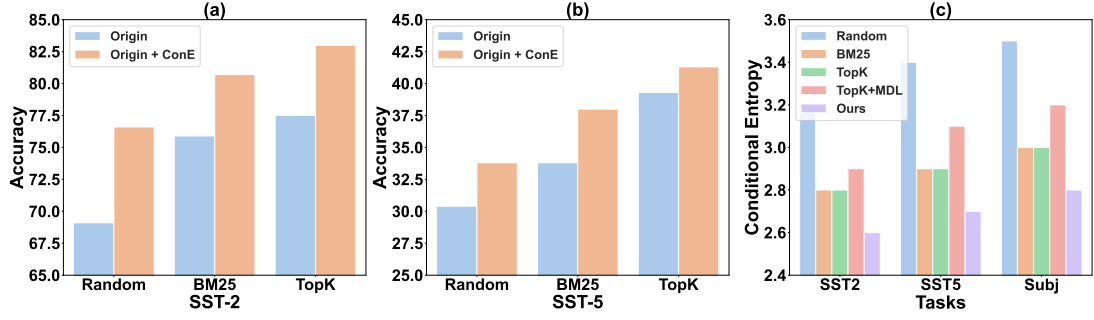 (a)
Accuracy
85.0
82.5
80.0
77.5
75.0
72.5
70.0
67.5
65.0
Origin
Origin + ConE
Random BM25 TopK
SST-2
(b)
Accuracy
45.0
42.5
40.0
37.5
35.0
32.5
30.0
27.5
25.0
Origin
Origin + ConE
Random BM25 TopK
SST-5
(c)
Conditional Entropy
3.6
3.4
3.2
3.0
2.8
2.6
2.4
Random
BM25
TopK
TopK+MDL
Ours
SST2 SST5 Subj
Tasks